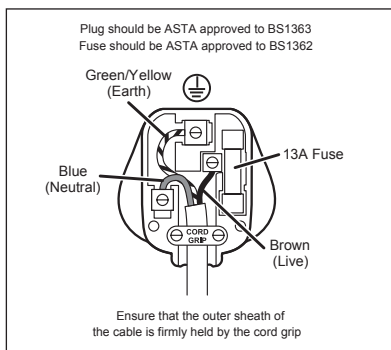 Plug should be ASTA approved to BS1363
Fuse should be ASTA approved to BS1362
Green/Yellow
(Earth)
13A Fuse
Blue
(Neutral)
CORD
GRIP
Brown
(Live)
Ensure that the outer sheath of
the cable is firmly held by the cord grip